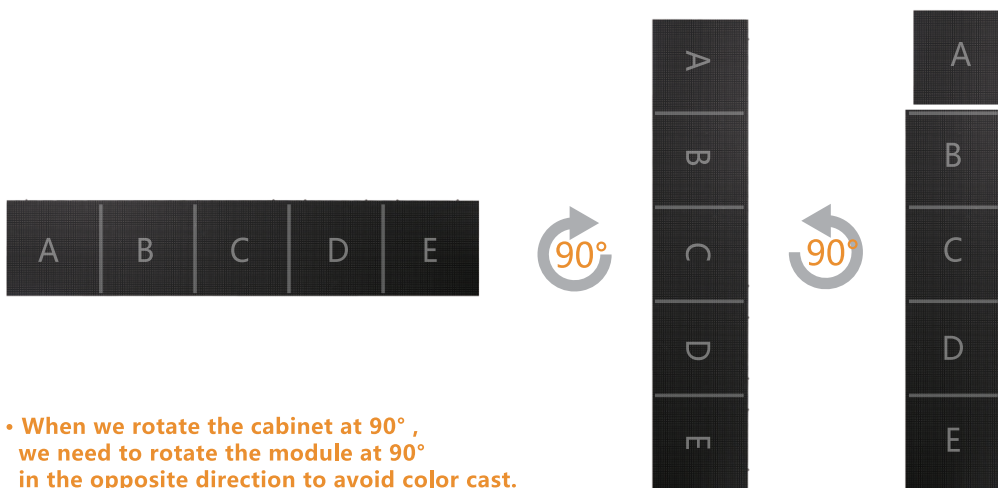 A B C D E
90°
A
B
C
D
E
90°
A
B
C
D
E
• When we rotate the cabinet at 90° ,
we need to rotate the module at 90°
in the opposite direction to avoid color cast.